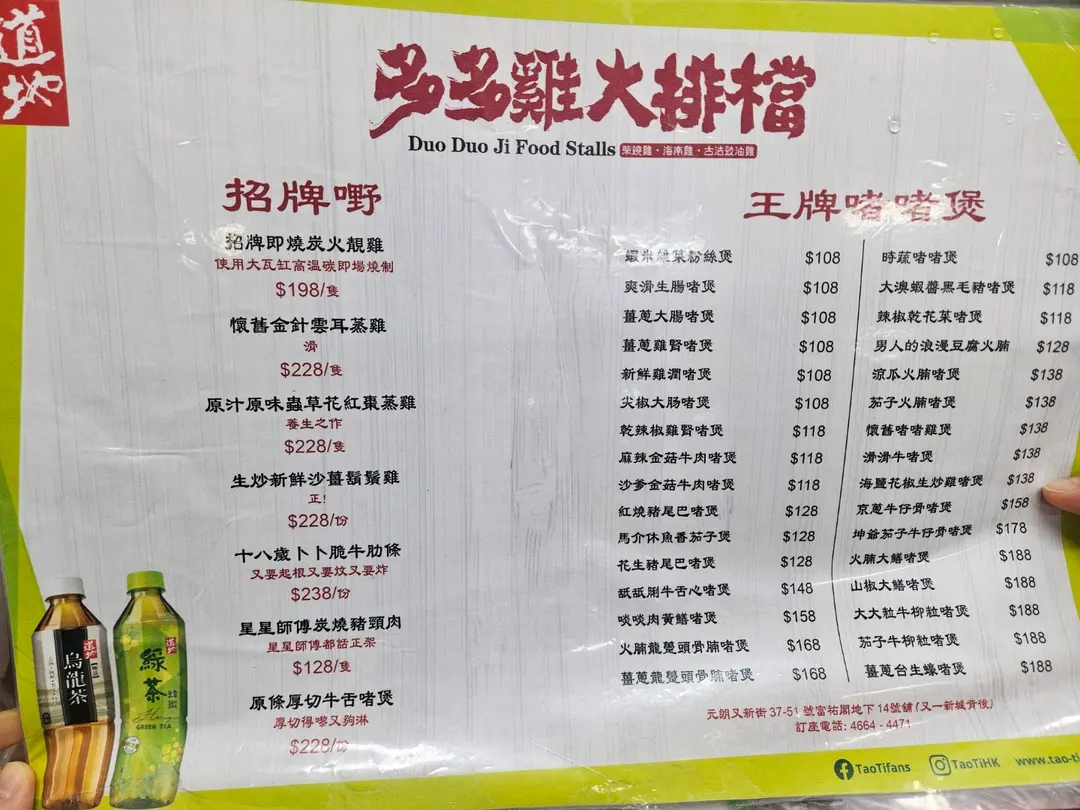 道地
多多雞大排檔
Duo Duo Ji Food Stalls 柴燒雞・海南雞・古法豉油雞
招牌嘢
招牌即燒炭火靚雞
使用大瓦缸高溫碳即場燒制
$198/隻
懷舊金針雲耳蒸雞
滑
$228/隻
原汁原味蟲草花紅棗蒸雞
養生之作
$228/隻
生炒新鮮沙薑鬍鬚雞
正!
$228/份
十八歲卜卜脆牛肋條
又要起根又要炆又要炸
$238/份
星星師傅炭燒豬頸肉
星星師傅都話正架
$128/隻
原條厚切牛舌啫煲
厚切得嚟又夠淋
$228/份
王牌啫啫煲
蝦米雜菜粉絲煲 $108
爽滑生腸啫煲 $108
薑蔥大腸啫煲 $108
薑蔥雞腎啫煲 $108
新鮮雞潤啫煲 $108
尖椒大肠啫煲 $108
乾辣椒雞腎啫煲 $118
麻辣金菇牛肉啫煲 $118
沙爹金菇牛肉啫煲 $118
紅燒豬尾巴啫煲 $128
馬介休魚香茄子煲 $128
花生豬尾巴啫煲 $128
舐舐脷牛舌心啫煲 $148
啖啖肉黃鱔啫煲 $158
火腩龍躉頭骨腩啫煲 $168
薑蔥龍躉頭骨腩啫煲 $168
時蔬啫啫煲 $108
大澳蝦醬黑毛豬啫煲 $118
辣椒乾花菜啫煲 $118
男人的浪漫豆腐火腩 $128
涼瓜火腩啫煲 $138
茄子火腩啫煲 $138
懷舊啫啫雞煲 $138
滑滑牛啫煲 $138
海鹽花椒生炒雞啫煲 $138
京蔥牛仔骨啫煲 $158
坤爺茄子牛仔骨啫煲 $178
火腩大鱔啫煲 $188
山椒大鱔啫煲 $188
大大粒牛柳粒啫煲 $188
茄子牛柳粒啫煲 $188
薑蔥台生蠔啫煲 $188
元朗又新街 37-51 號富祐閣地下 14號舖 (又一新城背後)
訂座電話: 4664 - 4471
道地
烏龍茶
道地
綠茶
蜂蜜
GREEN TEA
TaoTifans TaoTiHK www.tao-ti